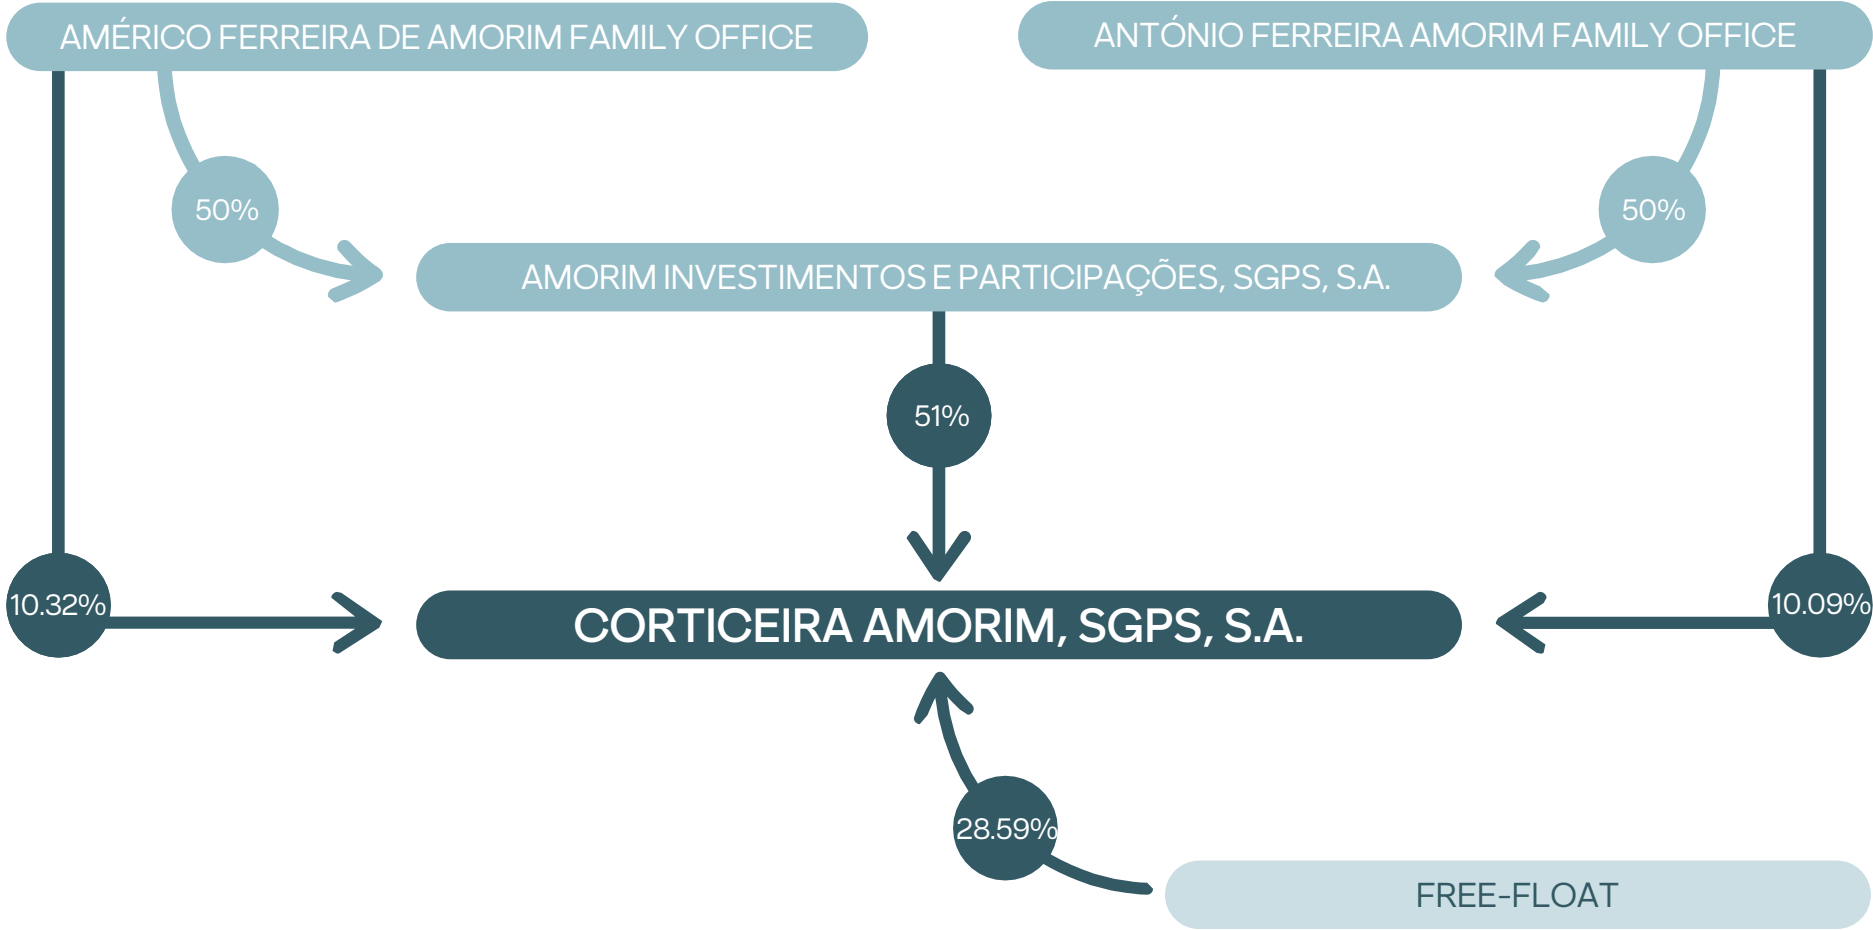 AMÉRICO FERREIRA DE AMORIM FAMILY OFFICE
ANTÓNIO FERREIRA AMORIM FAMILY OFFICE
50%
50%
AMORIM INVESTIMENTOS E PARTICIPAÇÕES, SGPS, S.A.
51%
10.32%
10.09%
CORTICEIRA AMORIM, SGPS, S.A.
28.59%
FREE-FLOAT